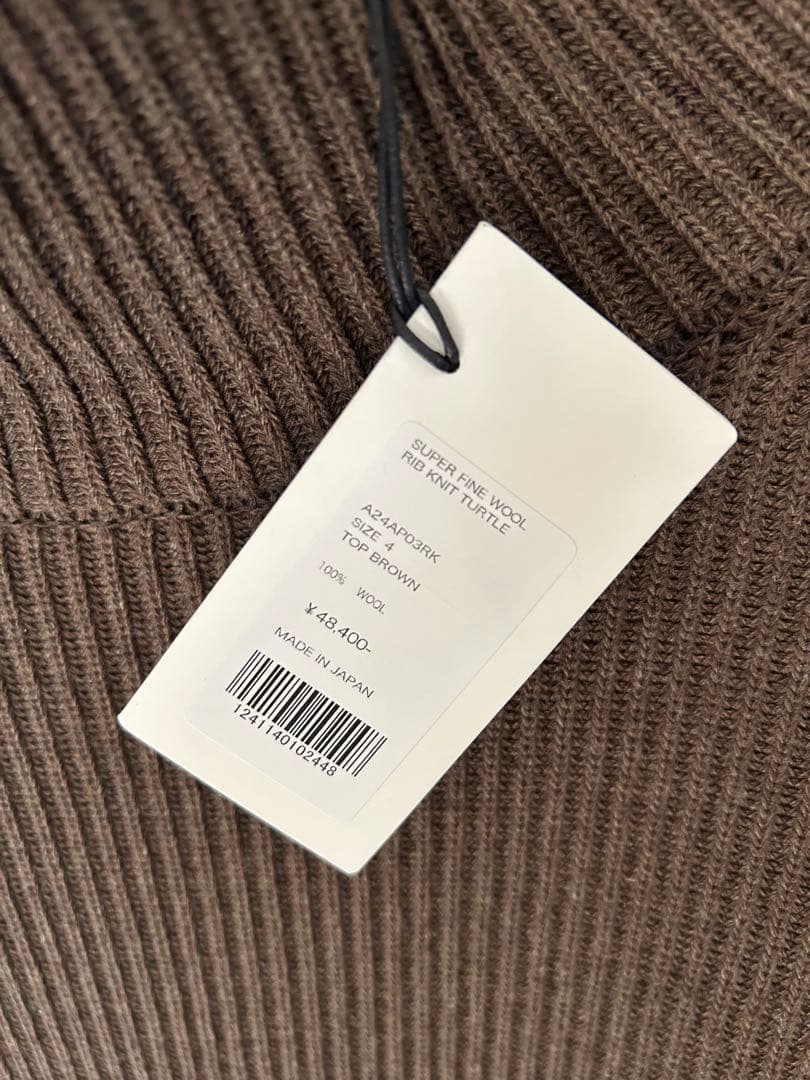 SUPER FINE WOOL
RIB KNIT TURTLE
A24AP03RK
SIZE 4
TOP BROWN
100% WOOL
¥48,400-
MADE IN JAPAN
1241140102448